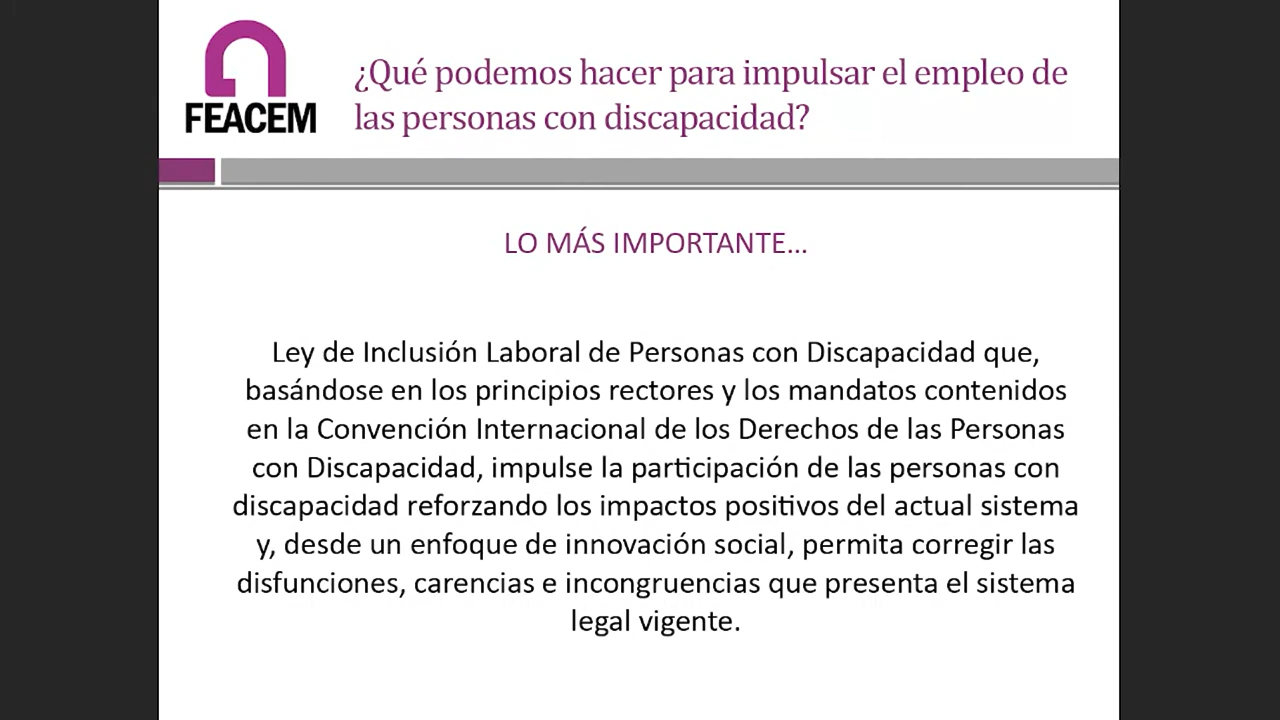 FEACEM
¿Qué podemos hacer para impulsar el empleo de
las personas con discapacidad?
LO MÁS IMPORTANTE...
Ley de Inclusión Laboral de Personas con Discapacidad que,
basándose en los principios rectores y los mandatos contenidos
en la Convención Internacional de los Derechos de las Personas
con Discapacidad, impulse la participación de las personas con
discapacidad reforzando los impactos positivos del actual sistema
y, desde un enfoque de innovación social, permita corregir las
disfunciones, carencias e incongruencias que presenta el sistema
legal vigente.